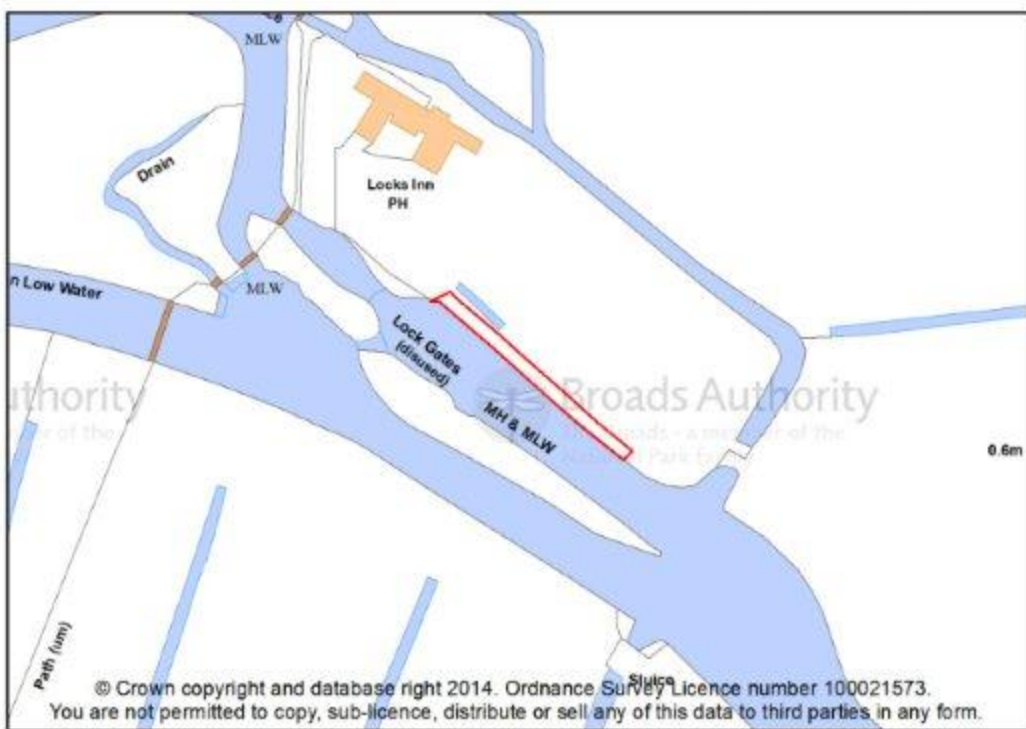 MLW
Drain
Locks Inn
PH
MLW
n Low Water
Lock Gates
(disused)
MH & MLW
uthority
Broads Authority
0.6m
Path (um)
Sluice
© Crown copyright and database right 2014. Ordnance Survey Licence number 100021573.
You are not permitted to copy, sub-licence, distribute or sell any of this data to third parties in any form.